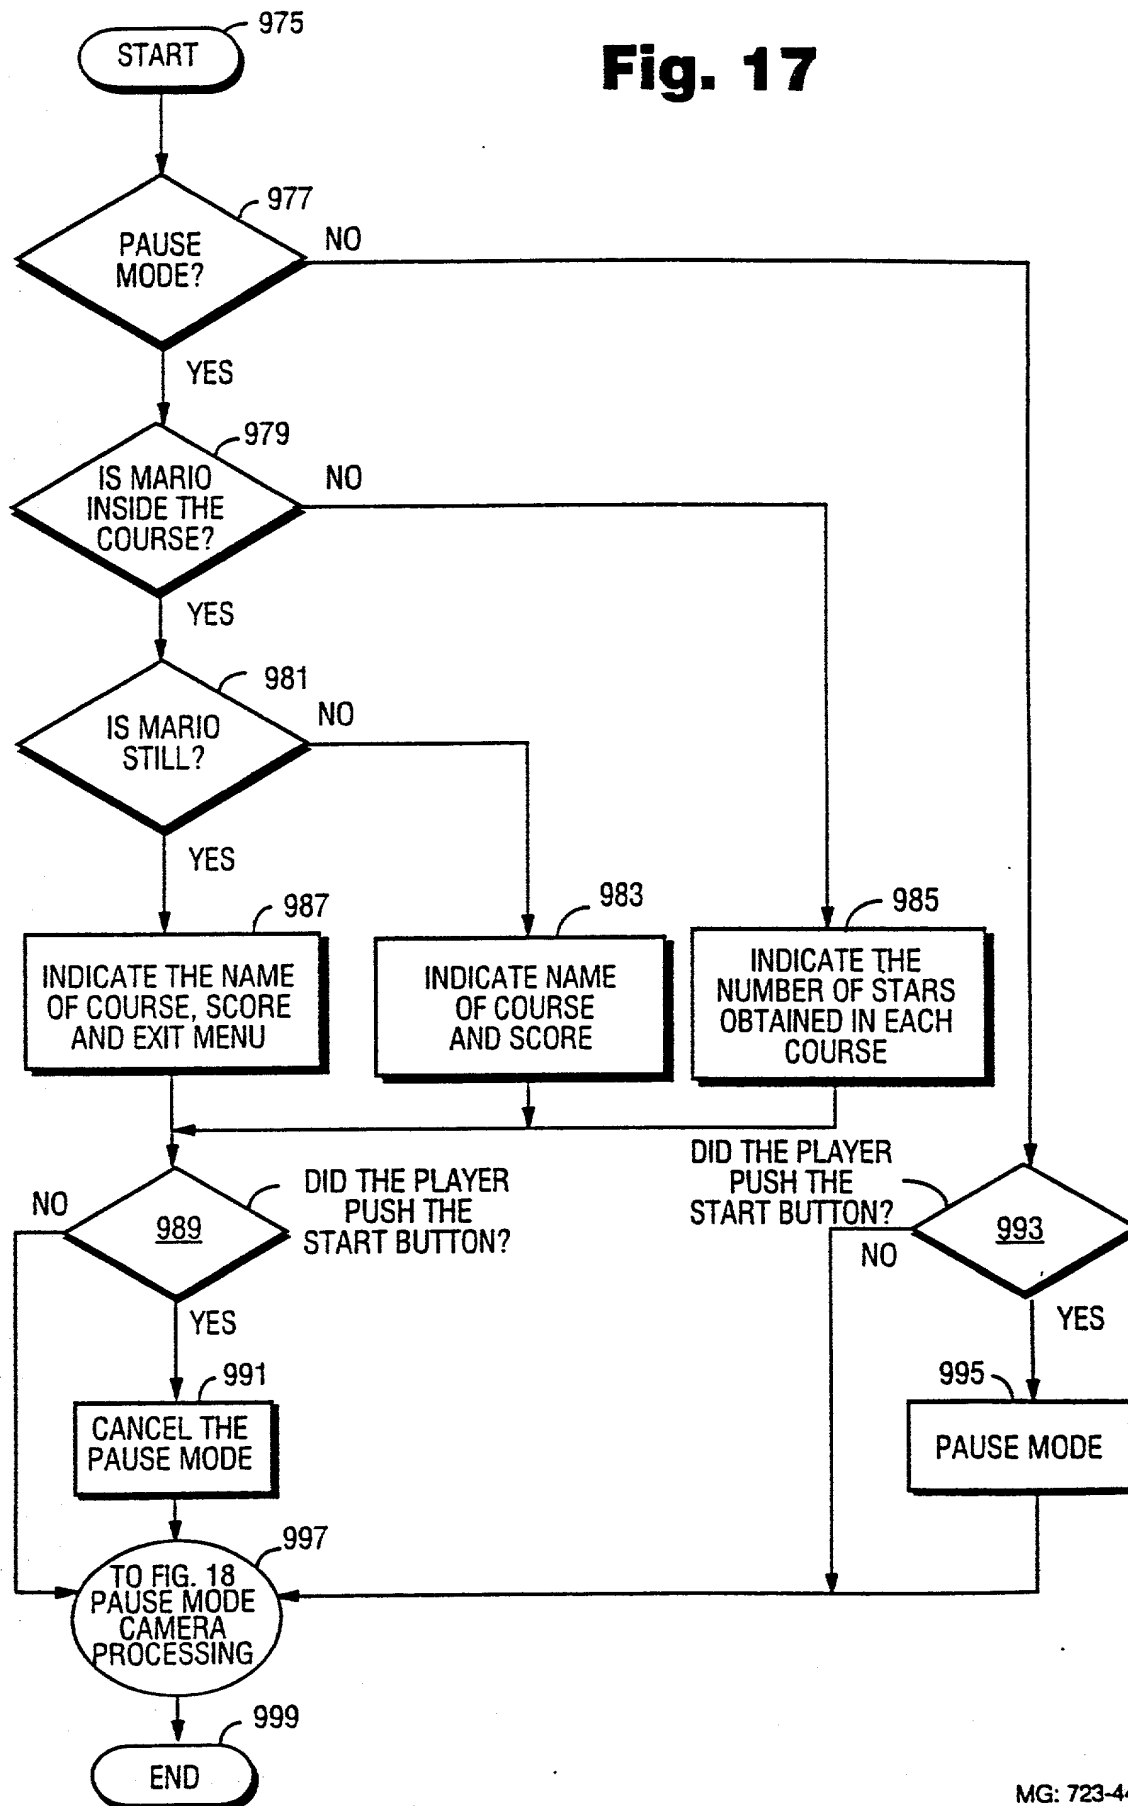 975
START
Fig. 17
977
PAUSE
MODE?
NO
YES
979
IS MARIO
INSIDE THE
COURSE?
NO
YES
981
IS MARIO
STILL?
NO
YES
987
INDICATE THE NAME
OF COURSE, SCORE
AND EXIT MENU
983
INDICATE NAME
OF COURSE
AND SCORE
985
INDICATE THE
NUMBER OF STARS
OBTAINED IN EACH
COURSE
NO
989
DID THE PLAYER
PUSH THE
START BUTTON?
YES
DID THE PLAYER
PUSH THE
START BUTTON?
993
NO
YES
991
CANCEL THE
PAUSE MODE
995
PAUSE MODE
997
TO FIG. 18
PAUSE MODE
CAMERA
PROCESSING
999
END
MG: 723-44